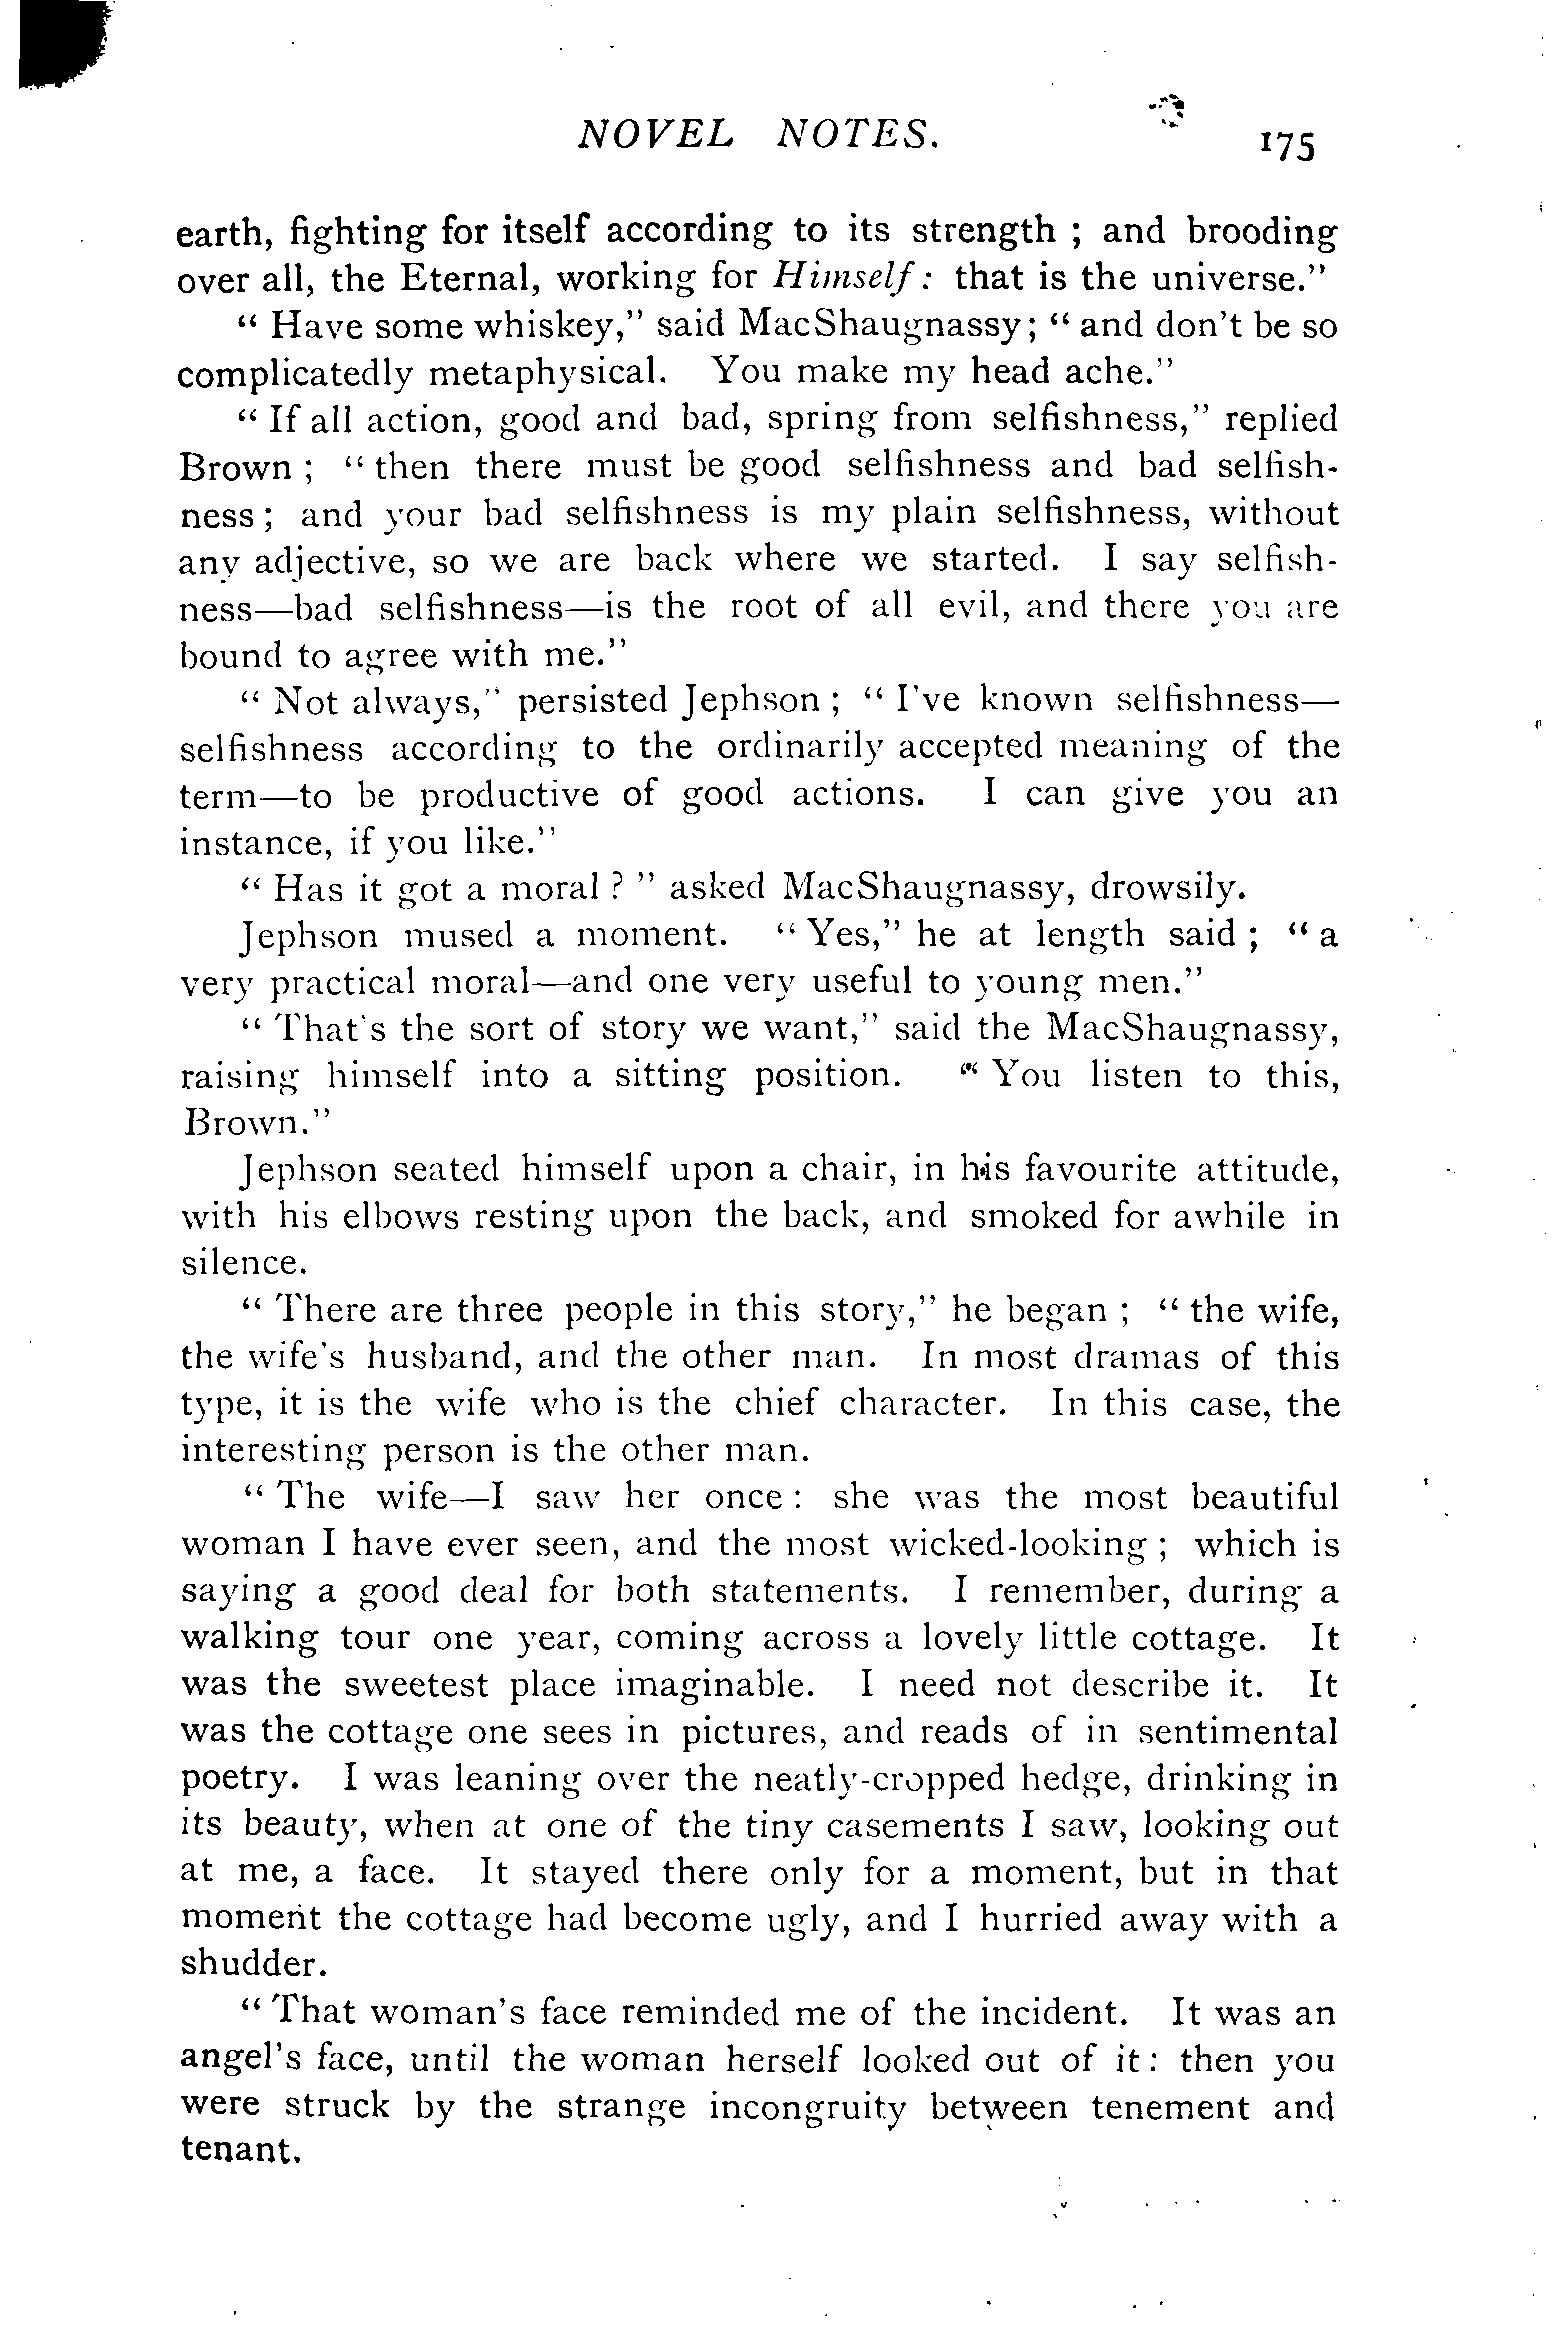 NOVEL NOTES. 175
earth, fighting for itself according to its strength ; and brooding
over all, the Eternal, working for Himself: that is the universe.”
“ Have some whiskey,” said MacShaugnassy; “ and don't be so
complicatedly metaphysical. You make my head ache.”
“ If all action, good and bad, spring from selfishness,” replied
Brown ; “ then there must be good selfishness and bad selfish-
ness ; and your bad selfishness is my plain selfishness, without
any adjective, so we are back where we started. I say selfish-
ness—bad selfishness—is the root of all evil, and there you are
bound to agree with me.”
“ Not always,” persisted Jephson ; “ I've known selfishness—
selfishness according to the ordinarily accepted meaning of the
term—to be productive of good actions. I can give you an
instance, if you like.”
“ Has it got a moral ? ” asked MacShaugnassy, drowsily.
Jephson mused a moment. “ Yes,” he at length said ; “ a
very practical moral—and one very useful to young men.”
“ That's the sort of story we want,” said the MacShaugnassy,
raising himself into a sitting position. “ You listen to this,
Brown.”
Jephson seated himself upon a chair, in his favourite attitude,
with his elbows resting upon the back, and smoked for awhile in
silence.
“ There are three people in this story,” he began ; “ the wife,
the wife's husband, and the other man. In most dramas of this
type, it is the wife who is the chief character. In this case, the
interesting person is the other man.
“ The wife—I saw her once : she was the most beautiful
woman I have ever seen, and the most wicked-looking ; which is
saying a good deal for both statements. I remember, during a
walking tour one year, coming across a lovely little cottage. It
was the sweetest place imaginable. I need not describe it. It
was the cottage one sees in pictures, and reads of in sentimental
poetry. I was leaning over the neatly-cropped hedge, drinking in
its beauty, when at one of the tiny casements I saw, looking out
at me, a face. It stayed there only for a moment, but in that
moment the cottage had become ugly, and I hurried away with a
shudder.
“ That woman's face reminded me of the incident. It was an
angel's face, until the woman herself looked out of it : then you
were struck by the strange incongruity between tenement and
tenant.